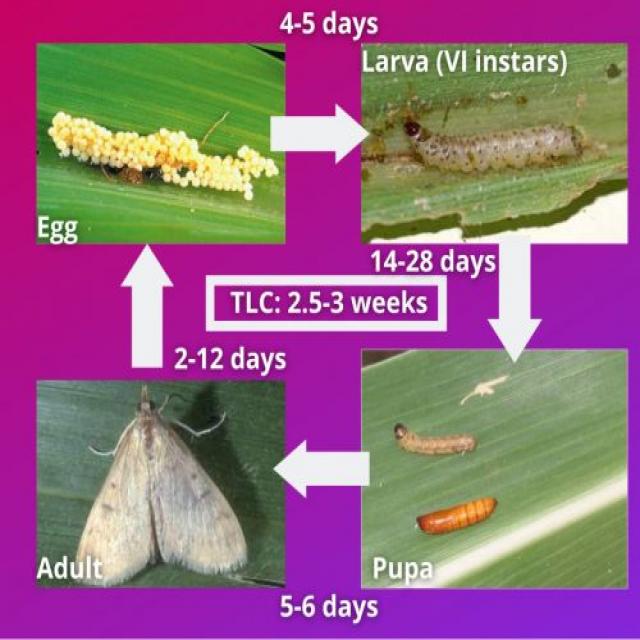 4-5 days
Larva (VI instars)
Egg
14-28 days
TLC: 2.5-3 weeks
2-12 days
Adult
Pupa
5-6 days